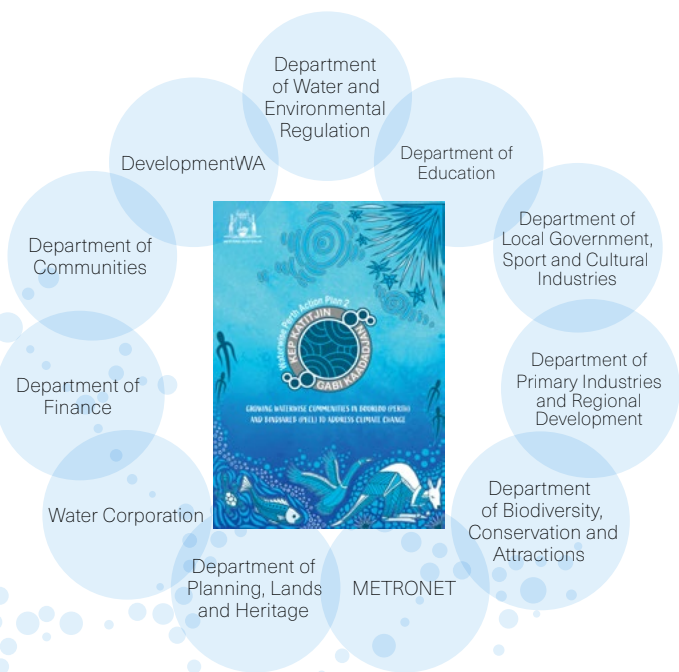 Department
of Water and
Environmental
Regulation
Department of
Education
Department of
Local Government,
Sport and Cultural
Industries
Department of
Primary Industries
and Regional
Development
Department
of Biodiversity,
Conservation and
Attractions
METRONET
Department of
Planning, Lands
and Heritage
Water Corporation
Department of
Finance
Department of
Communities
DevelopmentWA
Waterwise Perth Action Plan 2
KEP KATITJIN
GABI KAADADJAN
GROWING WATERWISE COMMUNITIES IN BOORLOO (PERTH)
AND BINDJAREB (PEEL) TO ADDRESS CLIMATE CHANGE